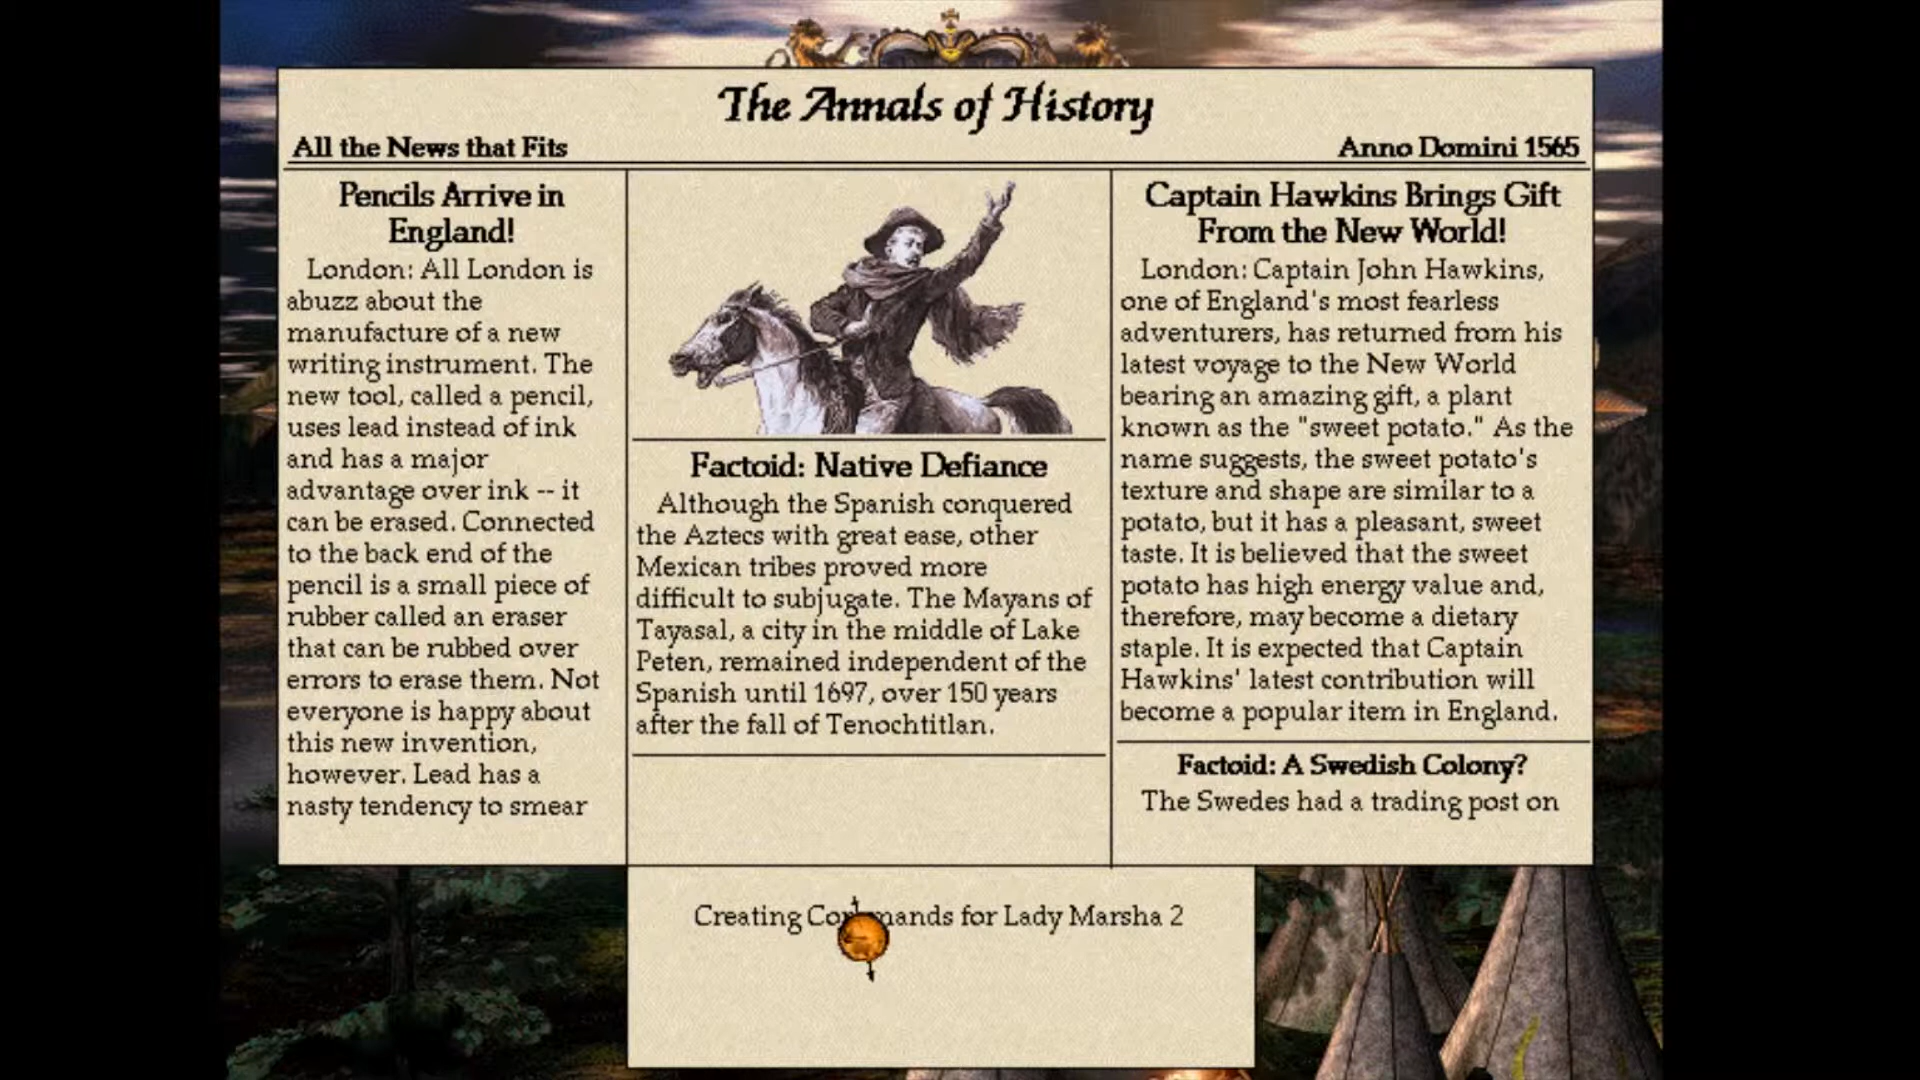 The Annals of History
All the News that Fits
Anno Domini 1565
Pencils Arrive in
England!
London: All London is
abuzz about the
manufacture of a new
writing instrument. The
new tool, called a pencil,
uses lead instead of ink
and has a major
advantage over ink -- it
can be erased. Connected
to the back end of the
pencil is a small piece of
rubber called an eraser
that can be rubbed over
errors to erase them. Not
everyone is happy about
this new invention,
however. Lead has a
nasty tendency to smear
Factoid: Native Defiance
Although the Spanish conquered
the Aztecs with great ease, other
Mexican tribes proved more
difficult to subjugate. The Mayans of
Tayasal, a city in the middle of Lake
Peten, remained independent of the
Spanish until 1697, over 150 years
after the fall of Tenochtitlan.
Captain Hawkins Brings Gift
From the New World!
London: Captain John Hawkins,
one of England's most fearless
adventurers, has returned from his
latest voyage to the New World
bearing an amazing gift, a plant
known as the "sweet potato." As the
name suggests, the sweet potato's
texture and shape are similar to a
potato, but it has a pleasant, sweet
taste. It is believed that the sweet
potato has high energy value and,
therefore, may become a dietary
staple. It is expected that Captain
Hawkins' latest contribution will
become a popular item in England.
Factoid: A Swedish Colony?
The Swedes had a trading post on
Creating Commands for Lady Marsha 2